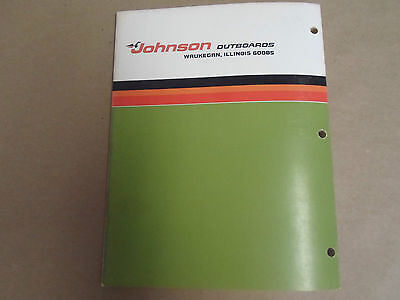 Johnson OUTBOARDS
WAUKEGAN, ILLINOIS 60085